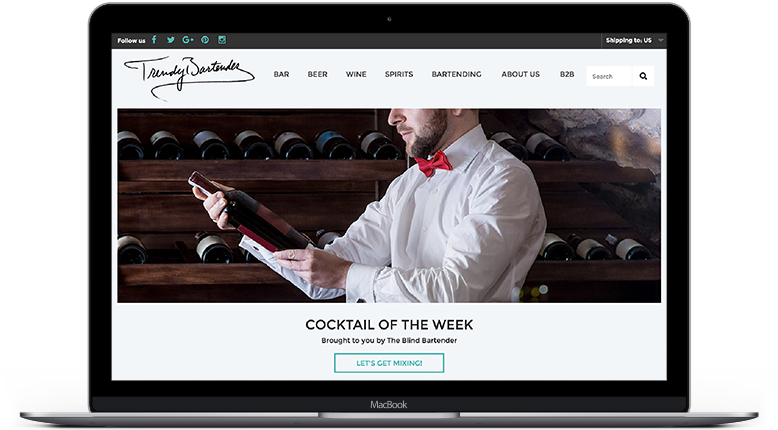 Follow us
Shipping to: US
Trendy Bartender
BAR BEER WINE SPIRITS BARTENDING ABOUT US B2B
Search
COCKTAIL OF THE WEEK
Brought to you by The Blind Bartender
LET'S GET MIXING!
MacBook